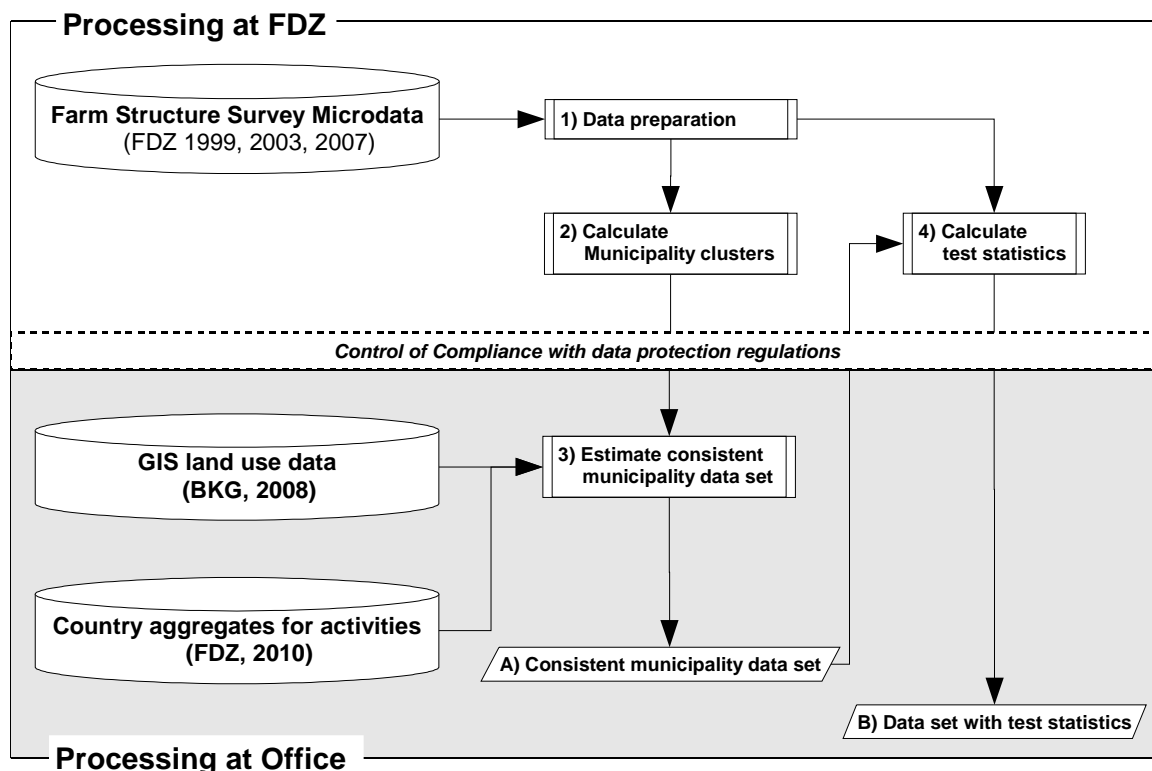 Processing at FDZ
Farm Structure Survey Microdata
(FDZ 1999, 2003, 2007)
1) Data preparation
2) Calculate
Municipality clusters
4) Calculate
test statistics
Control of Compliance with data protection regulations
GIS land use data
(BKG, 2008)
3) Estimate consistent
municipality data set
Country aggregates for activities
(FDZ, 2010)
A) Consistent municipality data set
B) Data set with test statistics
Processing at Office